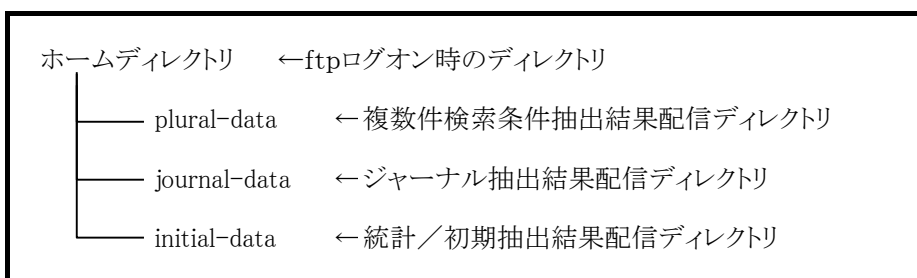 ホームディレクトリ ←ftpログオン時のディレクトリ
plural-data ←複数件検索条件抽出結果配信ディレクトリ
journal-data ←ジャーナル抽出結果配信ディレクトリ
initial-data ←統計／初期抽出結果配信ディレクトリ